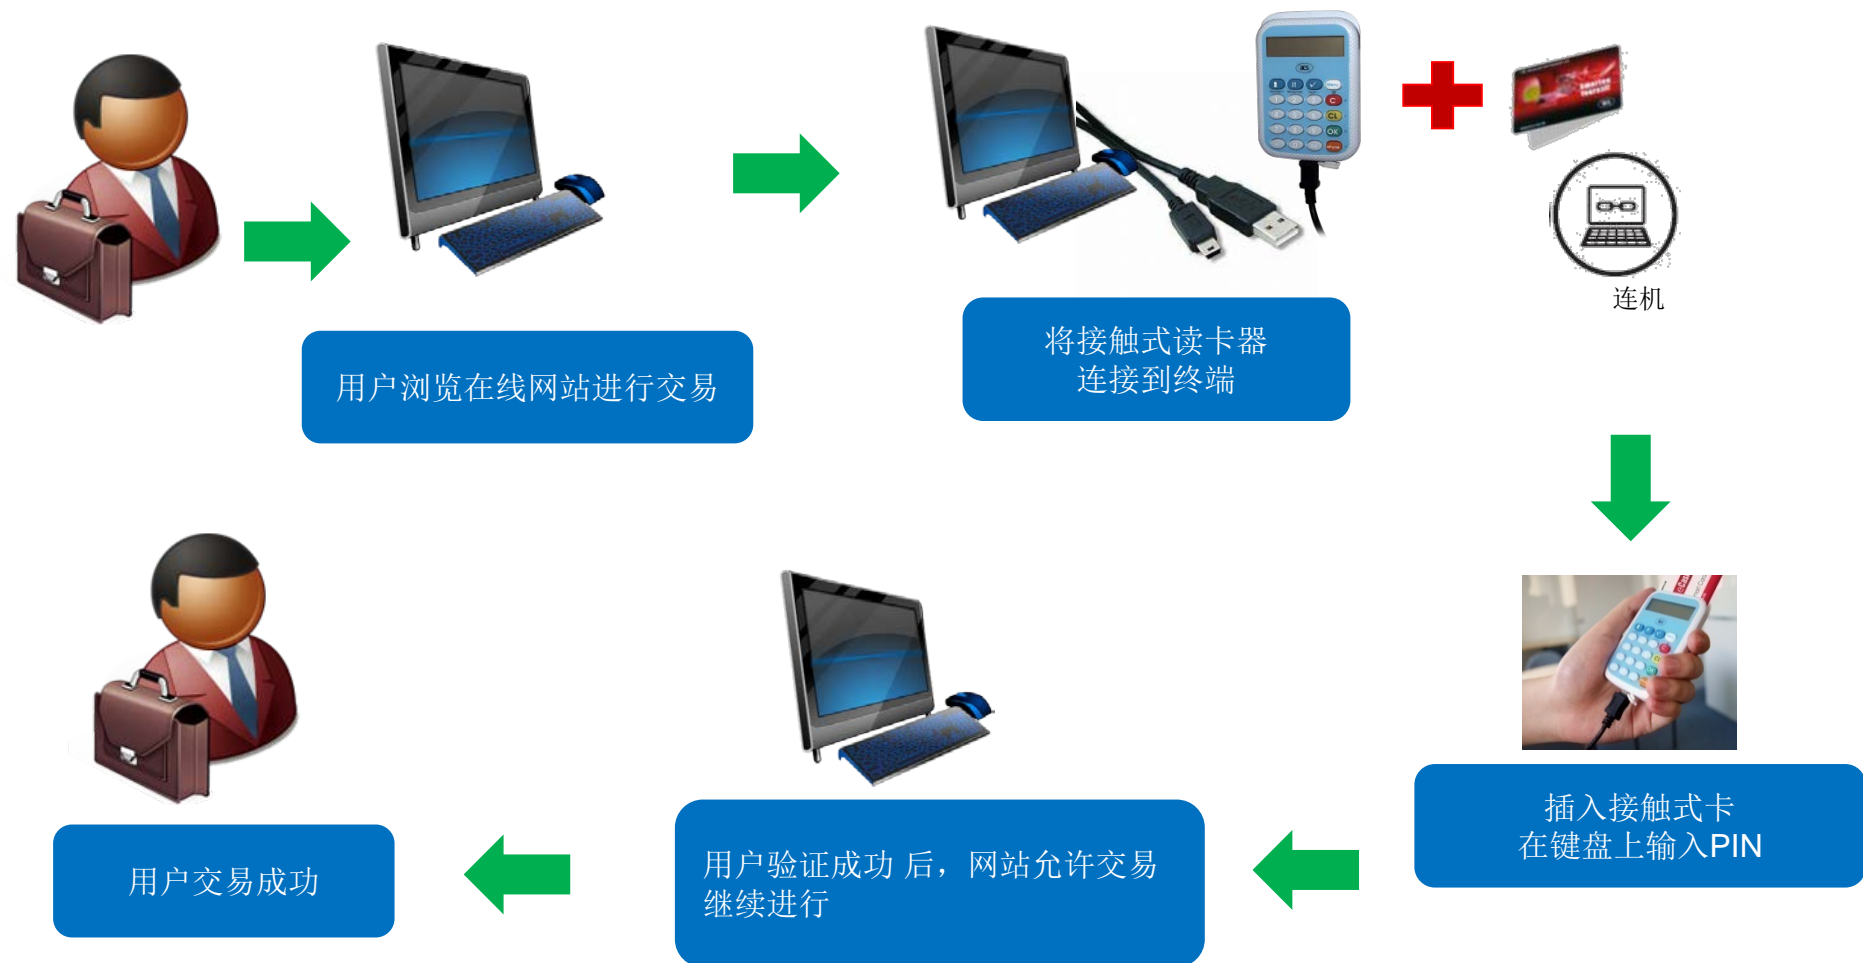 连机
用户浏览在线网站进行交易
将接触式读卡器
连接到终端
插入接触式卡
在键盘上输入PIN
用户验证成功 后，网站允许交易
继续进行
用户交易成功